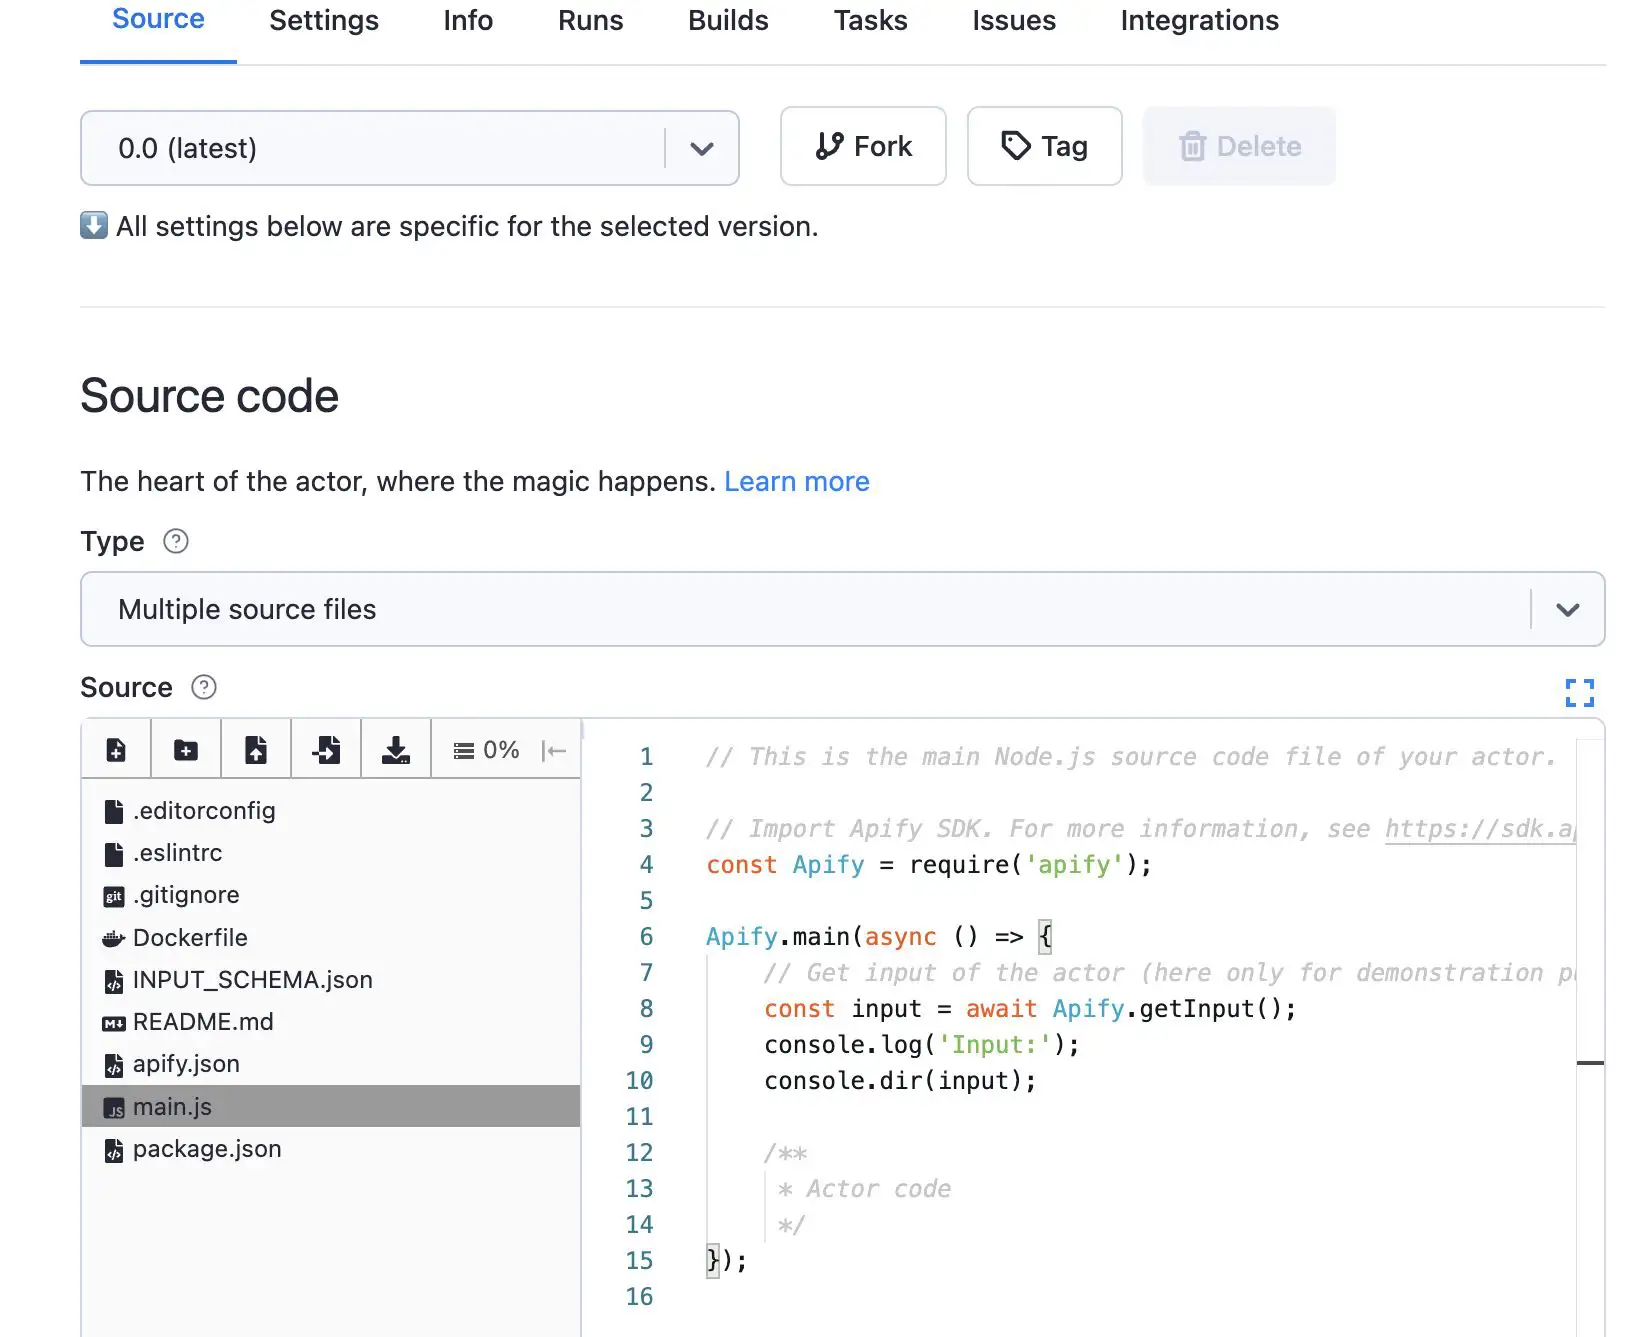 Source Settings Info Runs Builds Tasks Issues Integrations
0.0 (latest) Fork Tag Delete
All settings below are specific for the selected version.
Source code
The heart of the actor, where the magic happens. Learn more
Type ?
Multiple source files
Source ?
0%
.editorconfig
.eslintrc
git .gitignore
Dockerfile
INPUT_SCHEMA.json
README.md
apify.json
JS main.js
package.json
1 // This is the main Node.js source code file of your actor.
2
3 // Import Apify SDK. For more information, see https://sdk.a
4 const Apify = require('apify');
5
6 Apify.main(async () => {
7 // Get input of the actor (here only for demonstration
8 const input = await Apify.getInput();
9 console.log('Input:');
10 console.dir(input);
11
12 /**
13 * Actor code
14 */
15 });
16